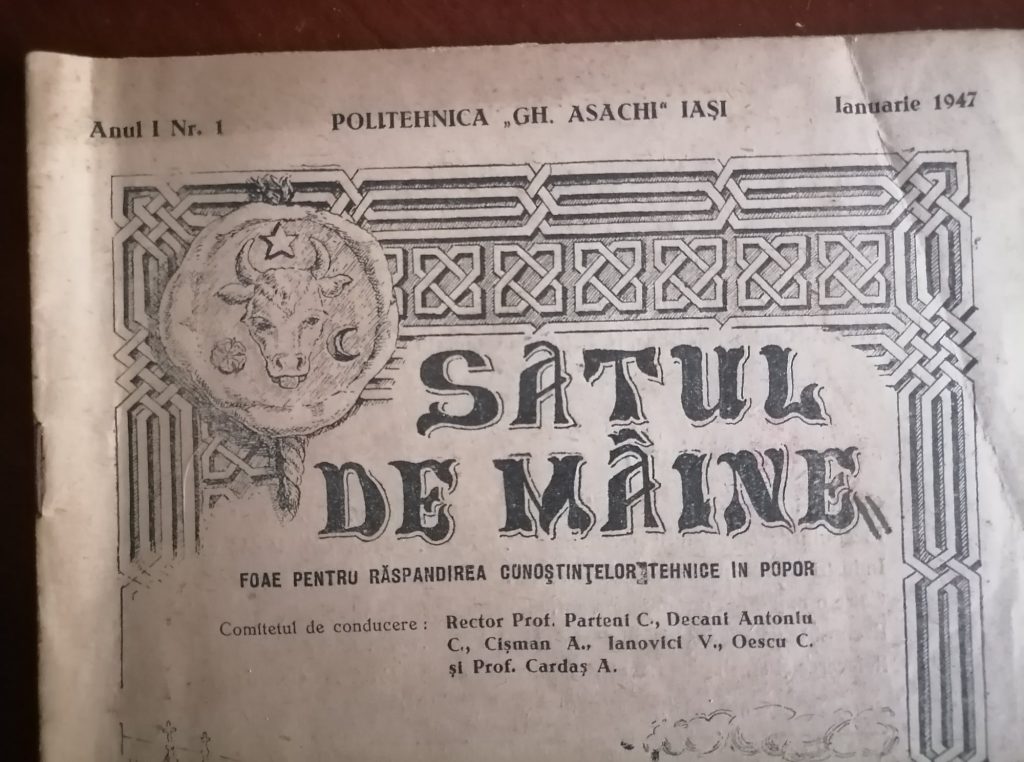 Anul I Nr. 1 POLITEHNICA „GH. ASACHI“ IAȘI Ianuarie 1947
SATUL
DE MÂINE
FOAE PENTRU RĂSPANDIREA CUNOȘTINȚELOR TEHNICE IN POPOR
Comitetul de conducere : Rector Prof. Parteni C., Decani Antoniu
C., Cișman A., Ianovici V., Oescu C.
și Prof. Cardaș A.